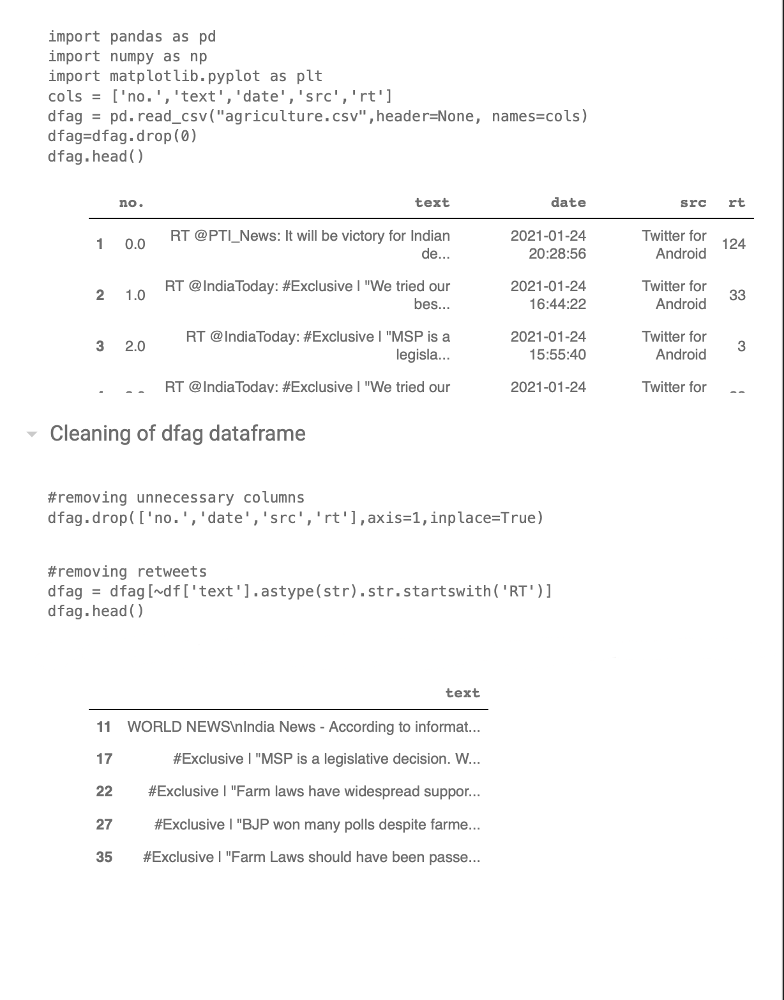 import pandas as pd
import numpy as np
import matplotlib.pyplot as plt
cols = ['no.','text','date','src','rt']
dfag = pd.read_csv("agriculture.csv",header=None, names=cols)
dfag=dfag.drop(0)
dfag.head()
no. text date src rt
1 0.0 RT @PTI_News: It will be victory for Indian de... 2021-01-24 20:28:56 Twitter for Android 124
2 1.0 RT @IndiaToday: #Exclusive | "We tried our bes... 2021-01-24 16:44:22 Twitter for Android 33
3 2.0 RT @IndiaToday: #Exclusive | "MSP is a legisla... 2021-01-24 15:55:40 Twitter for Android 3
RT @IndiaToday: #Exclusive | "We tried our 2021-01-24 Twitter for
Cleaning of dfag dataframe
#removing unnecessary columns
dfag.drop(['no.','date','src','rt'],axis=1,inplace=True)
#removing retweets
dfag = dfag[~df['text'].astype(str).str.startswith('RT')]
dfag.head()
text
11 WORLD NEWS\nIndia News - According to informat...
17 #Exclusive | "MSP is a legislative decision. W...
22 #Exclusive | "Farm laws have widespread suppor...
27 #Exclusive | "BJP won many polls despite farme...
35 #Exclusive | "Farm Laws should have been passe...